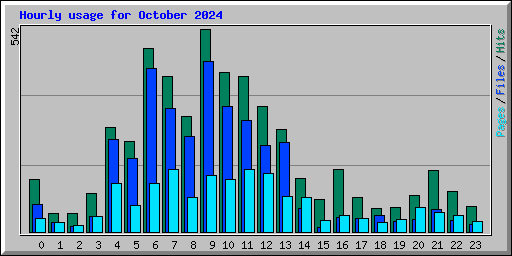 Hourly usage for October 2024
542
Pages/Files/Hits
0 1 2 3 4 5 6 7 8 9 10 11 12 13 14 15 16 17 18 19 20 21 22 23